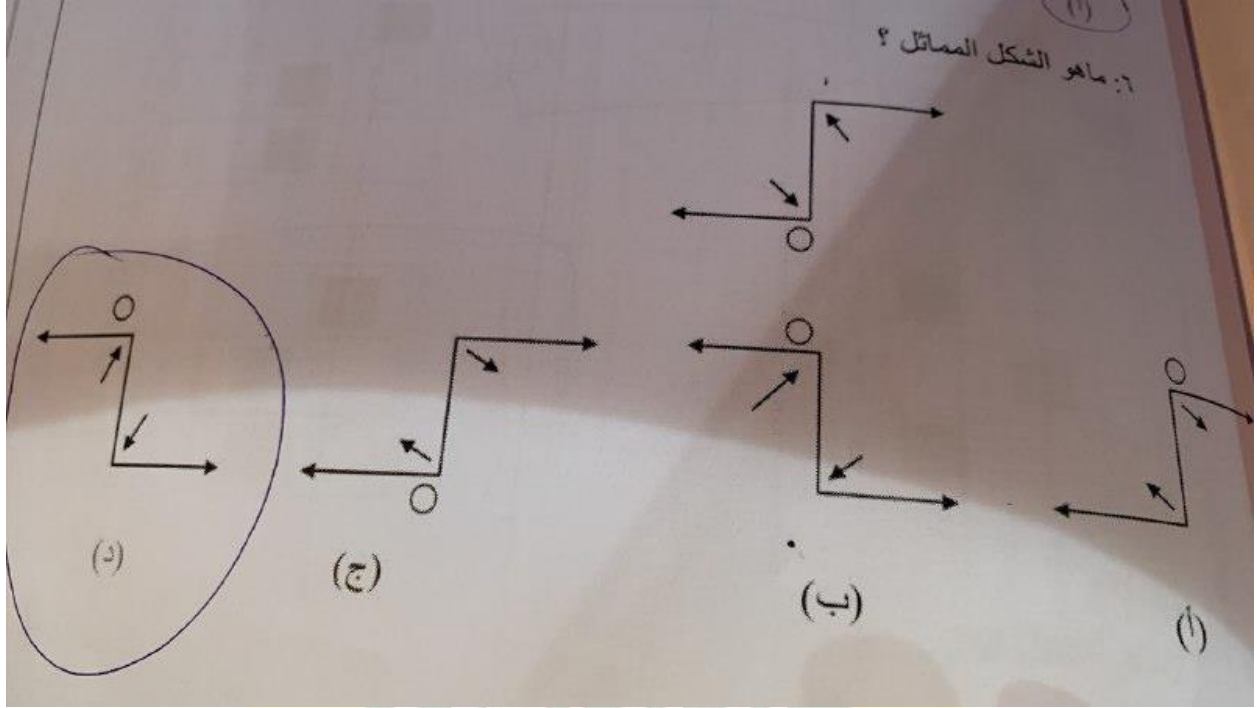 (أ)
٦: ماهو الشكل المماثل ؟
(أ)
(ب)
(ج)
(د)